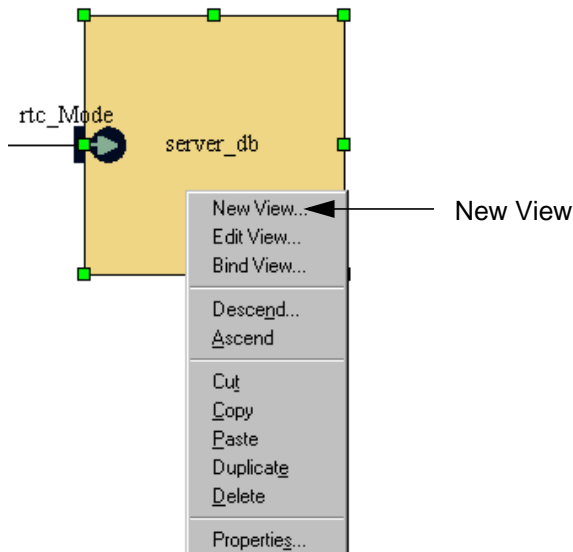 rtc_Mode
server_db
New View...
New View
Edit View...
Bind View...
Descend...
Ascend
Cut
Copy
Paste
Duplicate
Delete
Properties...